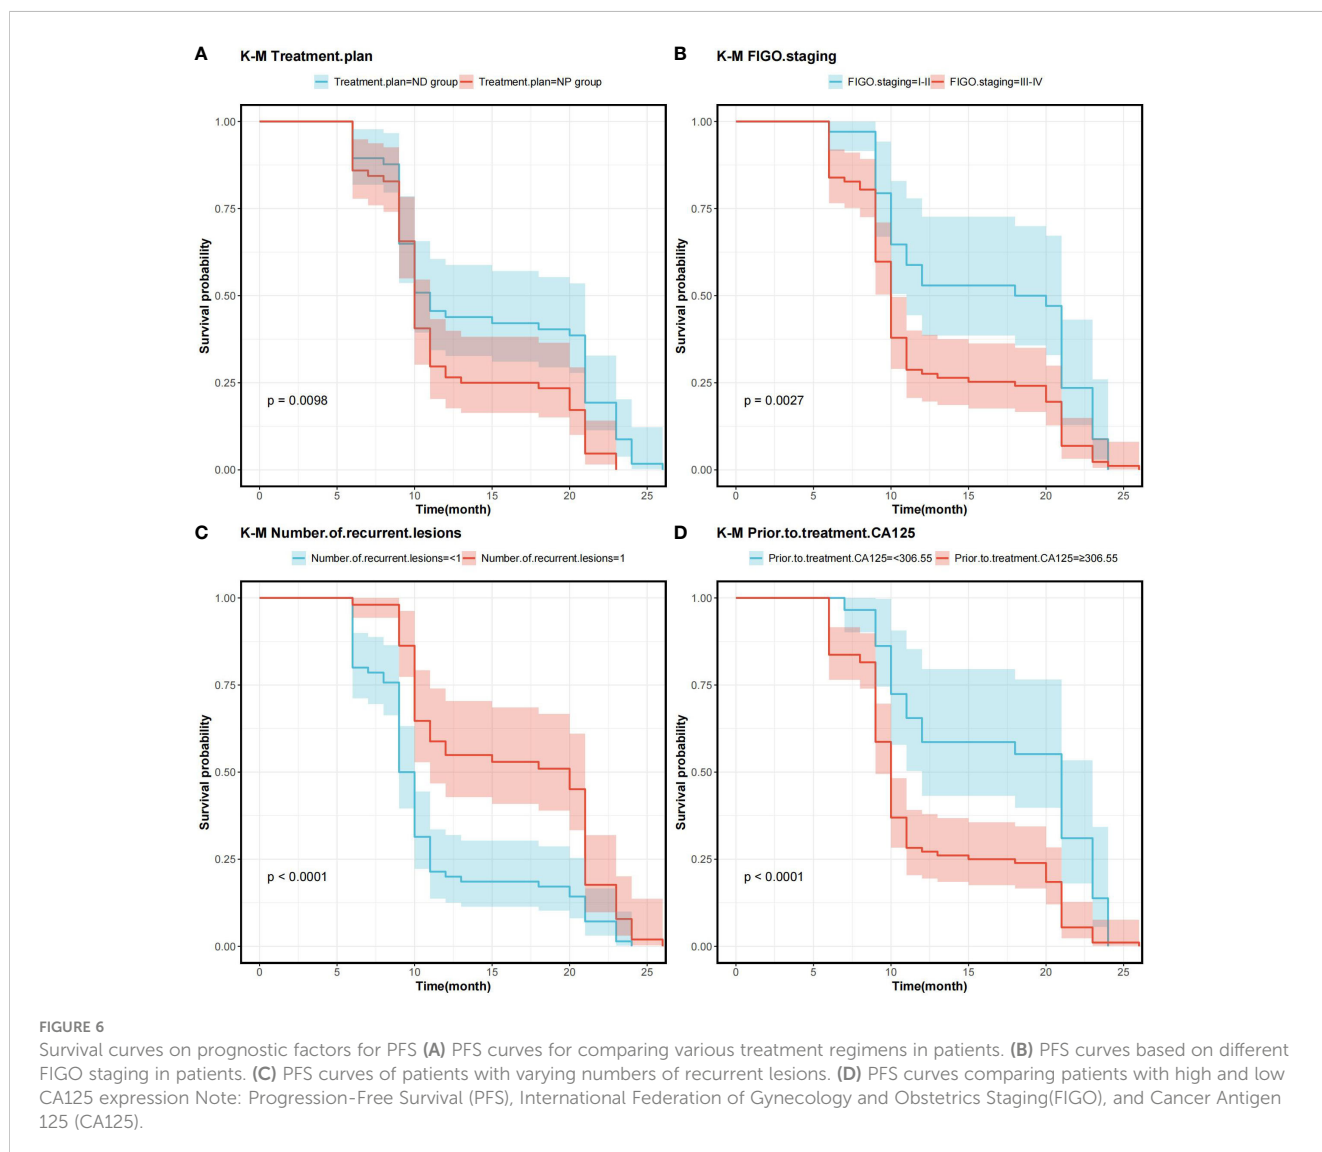 A K-M Treatment.plan
Treatment.plan=ND group Treatment.plan=NP group
Survival probability
1.00
0.75
0.50
0.25
0.00
p = 0.0098
0 5 10 15 20 25
Time(month)
B K-M FIGO.staging
FIGO.staging=I-II FIGO.staging=III-IV
Survival probability
1.00
0.75
0.50
0.25
0.00
p = 0.0027
0 5 10 15 20 25
Time(month)
C K-M Number.of.recurrent.lesions
Number.of.recurrent.lesions=<1 Number.of.recurrent.lesions=1
Survival probability
1.00
0.75
0.50
0.25
0.00
p < 0.0001
0 5 10 15 20 25
Time(month)
D K-M Prior.to.treatment.CA125
Prior.to.treatment.CA125=<306.55 Prior.to.treatment.CA125=≥306.55
Survival probability
1.00
0.75
0.50
0.25
0.00
p < 0.0001
0 5 10 15 20 25
Time(month)
FIGURE 6
Survival curves on prognostic factors for PFS (A) PFS curves for comparing various treatment regimens in patients. (B) PFS curves based on different
FIGO staging in patients. (C) PFS curves of patients with varying numbers of recurrent lesions. (D) PFS curves comparing patients with high and low
CA125 expression Note: Progression-Free Survival (PFS), International Federation of Gynecology and Obstetrics Staging(FIGO), and Cancer Antigen
125 (CA125).